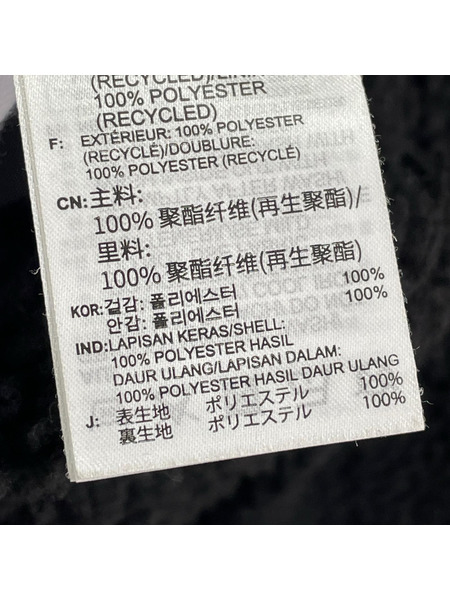 (RECYCLED)/LINING:
100% POLYESTER
(RECYCLED)
F: EXTÉRIEUR: 100% POLYESTER
(RECYCLÉ)/DOUBLURE:
100% POLYESTER (RECYCLÉ)
CN: 主料:
100% 聚酯纤维(再生聚酯)/
里料:
100% 聚酯纤维(再生聚酯)
KOR: 겉감: 폴리에스터 100%
안감: 폴리에스터 100%
IND: LAPISAN KERAS/SHELL:
100% POLYESTER HASIL
DAUR ULANG/LAPISAN DALAM:
100% POLYESTER HASIL DAUR ULANG
J: 表生地 ポリエステル 100%
裏生地 ポリエステル 100%